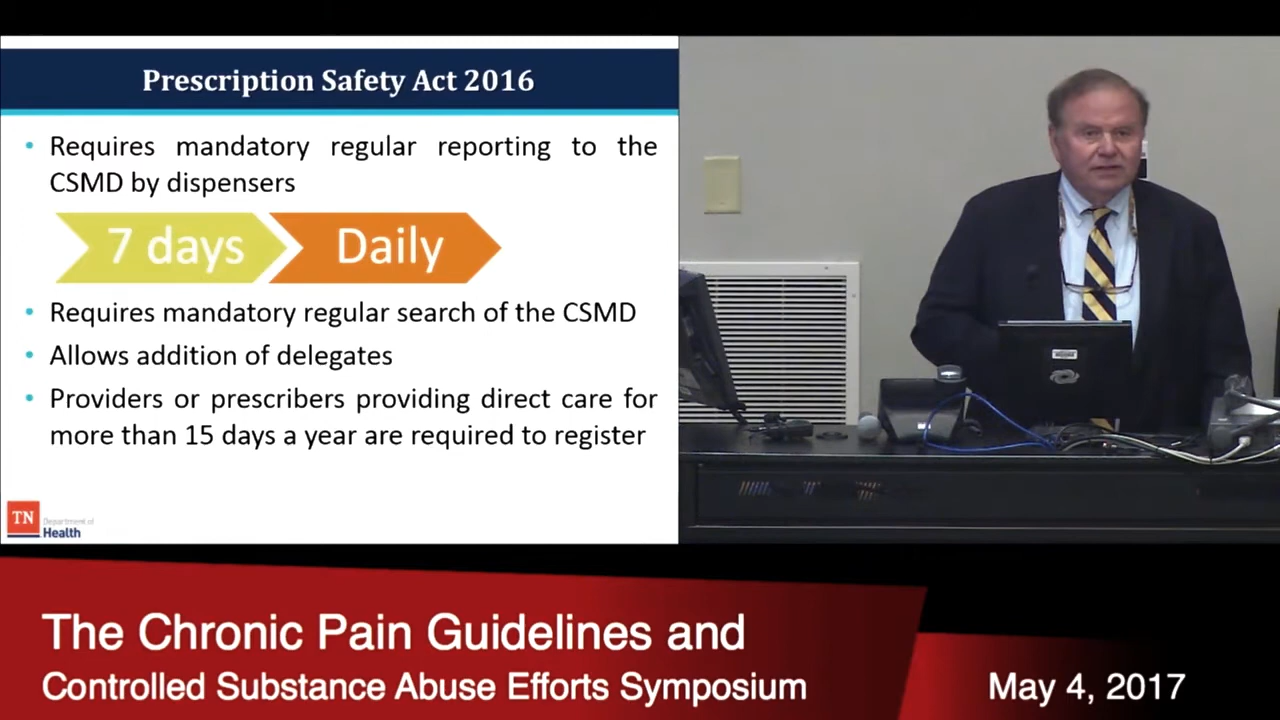 Prescription Safety Act 2016
• Requires mandatory regular reporting to the
CSMD by dispensers
7 days
Daily
• Requires mandatory regular search of the CSMD
• Allows addition of delegates
• Providers or prescribers providing direct care for
more than 15 days a year are required to register
TN
Department of
Health
The Chronic Pain Guidelines and
Controlled Substance Abuse Efforts Symposium
May 4, 2017